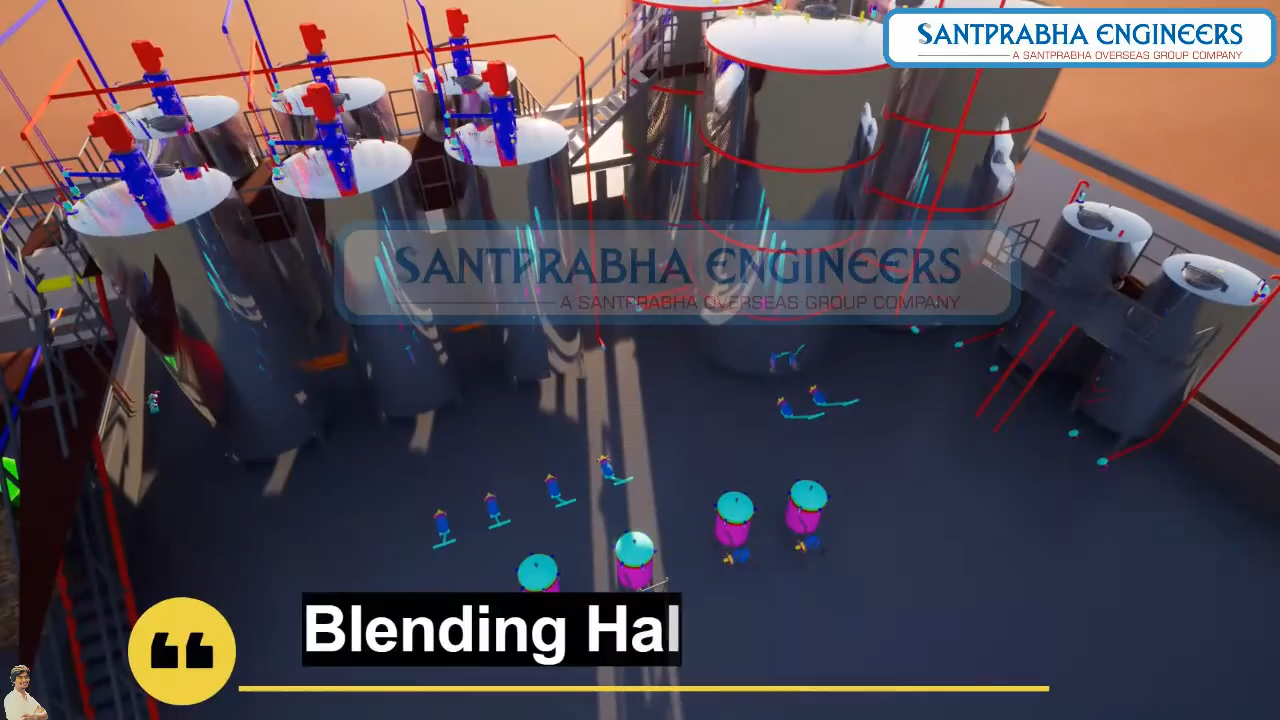 SANTPRABHA ENGINEERS
A SANTPRABHA OVERSEAS GROUP COMPANY
SANTPRABHA ENGINEERS
A SANTPRABHA OVERSEAS GROUP COMPANY
Blending Hal